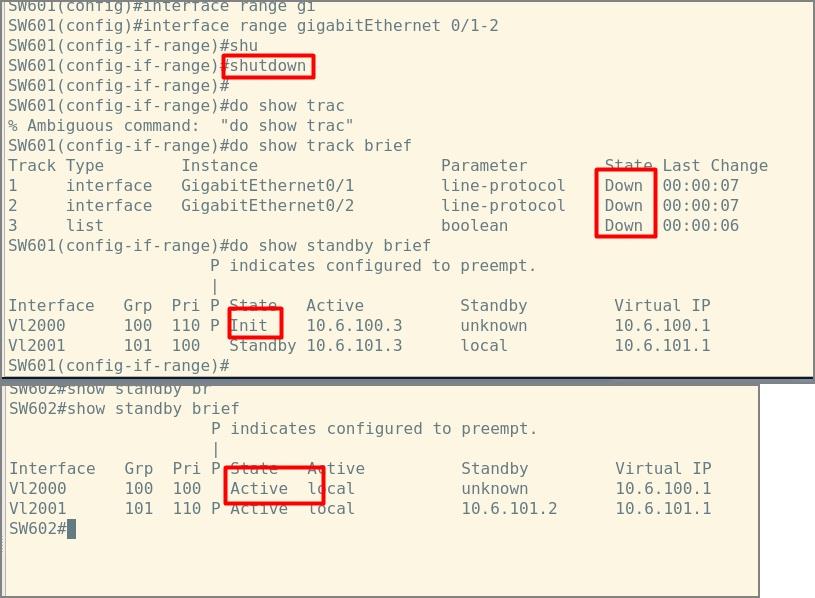 SW601(config)#interface range gi
SW601(config)#interface range gigabitEthernet 0/1-2
SW601(config-if-range)#shu
SW601(config-if-range)#shutdown
SW601(config-if-range)#
SW601(config-if-range)#do show trac
% Ambiguous command:  "do show trac"
SW601(config-if-range)#do show track brief
Track Type        Instance                   Parameter        State Last Change
1     interface   GigabitEthernet0/1         line-protocol    Down  00:00:07
2     interface   GigabitEthernet0/2         line-protocol    Down  00:00:07
3     list                                   boolean          Down  00:00:06
SW601(config-if-range)#do show standby brief
                     P indicates configured to preempt.
                     |
Interface   Grp  Pri P State   Active          Standby         Virtual IP
Vl2000      100  110 P Init    10.6.100.3      unknown         10.6.100.1
Vl2001      101  100   Standby 10.6.101.3      local           10.6.101.1
SW601(config-if-range)#
SW602#show standby br
SW602#show standby brief
                     P indicates configured to preempt.
                     |
Interface   Grp  Pri P State   Active          Standby         Virtual IP
Vl2000      100  100   Active  local           unknown         10.6.100.1
Vl2001      101  110 P Active  local           10.6.101.2      10.6.101.1
SW602#